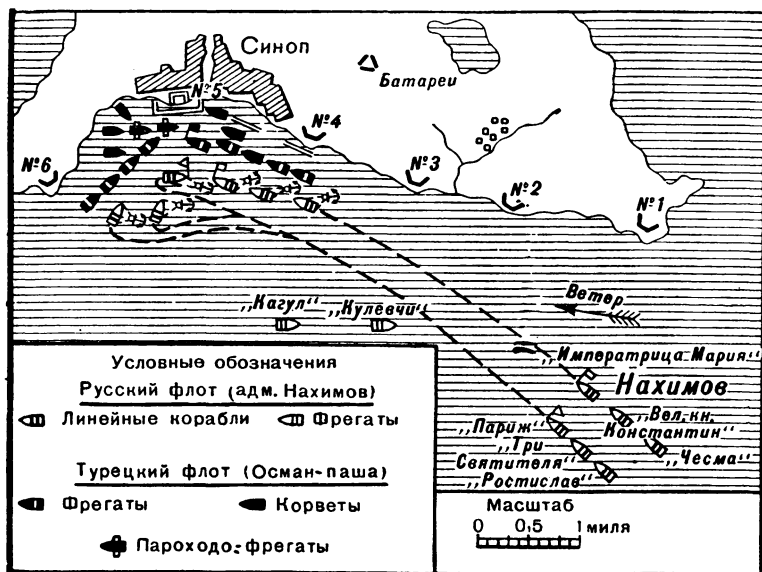 Синоп
Батареи
№5
№4
№6
№3
№2
№1
„Кагул“ „Кулевчи“
Ветер
„Императрица Мария“
Нахимов
„Париж“
„Вел. кн.
Константин“
„Три
Святителя“
„Чесма“
„Ростислав“
Условные обозначения
Русский флот (адм. Нахимов)
Линейные корабли Фрегаты
Турецкий флот (Осман-паша)
Фрегаты Корветы
Пароходо-фрегаты
Масштаб
0 0,5 1 миля